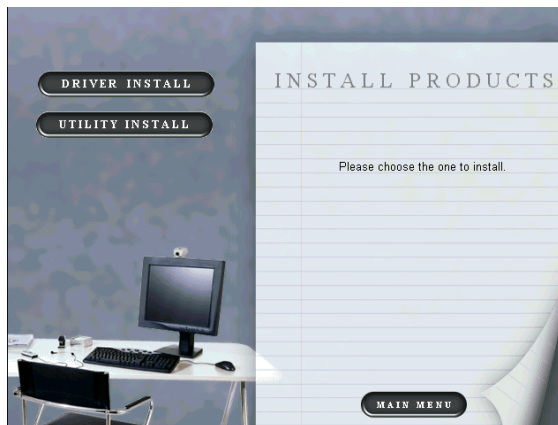 DRIVER INSTALL
UTILITY INSTALL
INSTALL PRODUCTS
Please choose the one to install.
MAIN MENU